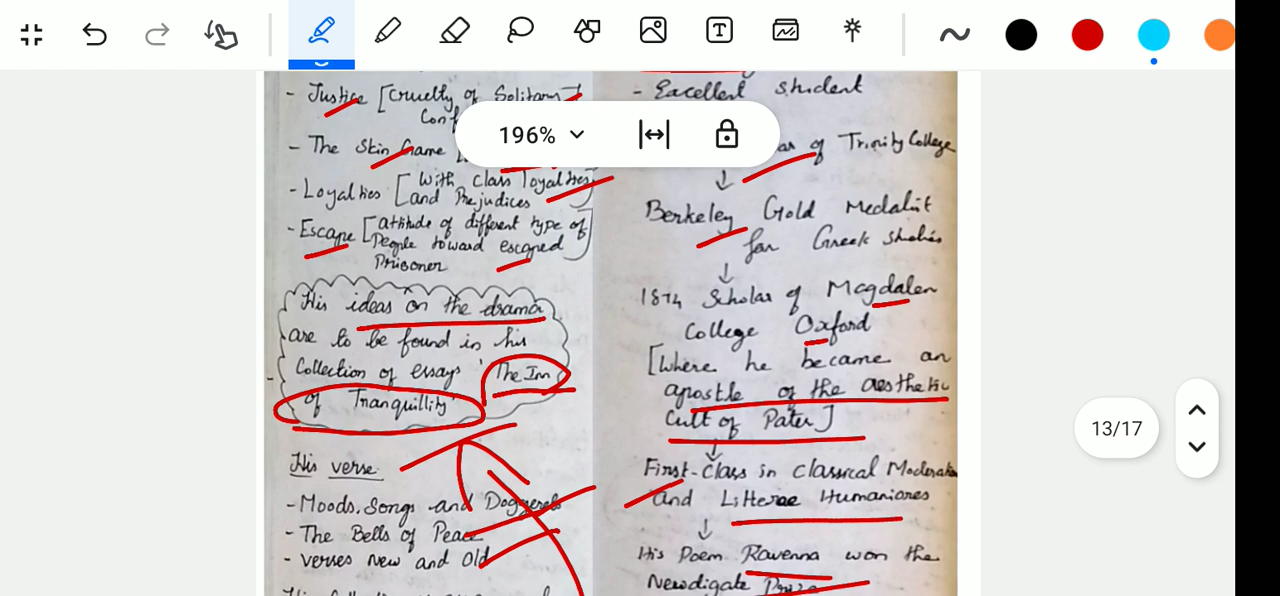 196%
13/17
- Justice [Cruelty of Solitary
Conf
- The Skin Game
- Loyalties [With class loyalties
and Prejudices]
- Escape [attitude of different type of
People toward escaped
Prisoner]
His ideas on the drama
are to be found in his
- Collection of essays 'The Inn
of Tranquillity'
His verse
- Moods, Songs and Doggerels
- The Bells of Peace
- Verses New and Old
- Excellent student
of Trinity College
↓
Berkeley Gold Medalist
for Greek studies
↓
1874 Scholar of Magdalen
College Oxford
[Where he became an
apostle of the aesthetic
Cult of Pater]
↓
First-Class in Classical Moderation
and Litterae Humaniores
↓
His Poem Ravenna won the
Newdigate Prize